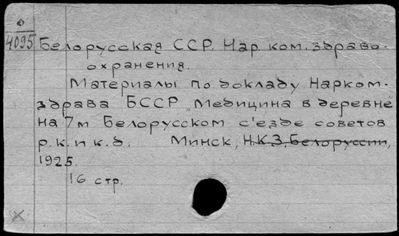 4095
Белорусская ССР. Нар. ком. здраво-
охранения.
Материалы по докладу Нарком-
здрава БССР „Медицина в деревне"
на 7м Белорусском с'езде советов
р.к. и к.д. Минск, Н.К.З. Белоруссии,
1925.
16 стр.